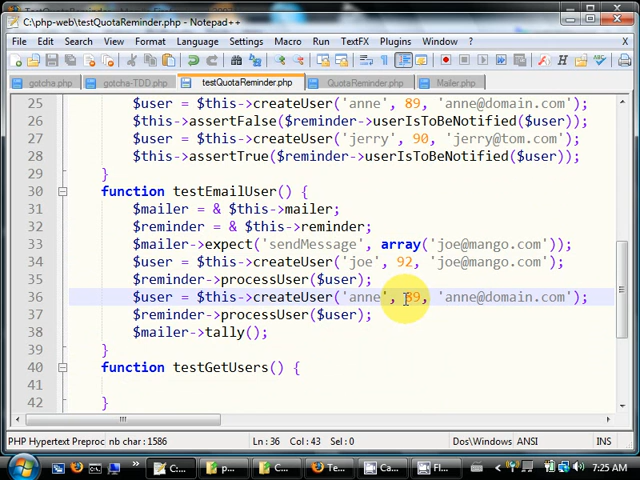 C:\php-web\testQuotaReminder.php - Notepad++
File Edit Search View Format Language Settings Macro Run TextFX Plugins Window ? X
gotcha.php gotcha-TDD.php testQuotaReminder.php QuotaReminder.php Mailer.php
25 $user = $this->createUser('anne', 89, 'anne@domain.com');
26 $this->assertFalse($reminder->userIsToBeNotified($user));
27 $user = $this->createUser('jerry', 90, 'jerry@tom.com');
28 $this->assertTrue($reminder->userIsToBeNotified($user));
29 }
30 function testEmailUser() {
31 $mailer = & $this->mailer;
32 $reminder = & $this->reminder;
33 $mailer->expect('sendMessage', array('joe@mango.com'));
34 $user = $this->createUser('joe', 92, 'joe@mango.com');
35 $reminder->processUser($user);
36 $user = $this->createUser('anne', 89, 'anne@domain.com');
37 $reminder->processUser($user);
38 $mailer->tally();
39 }
40 function testGetUsers() {
41
42 }
PHP Hypertext Preproc nb char : 1586 Ln : 36 Col : 43 Sel : 0 Dos\Windows ANSI INS
C:... p... C... Te... Ca... Fl... 7:25 AM